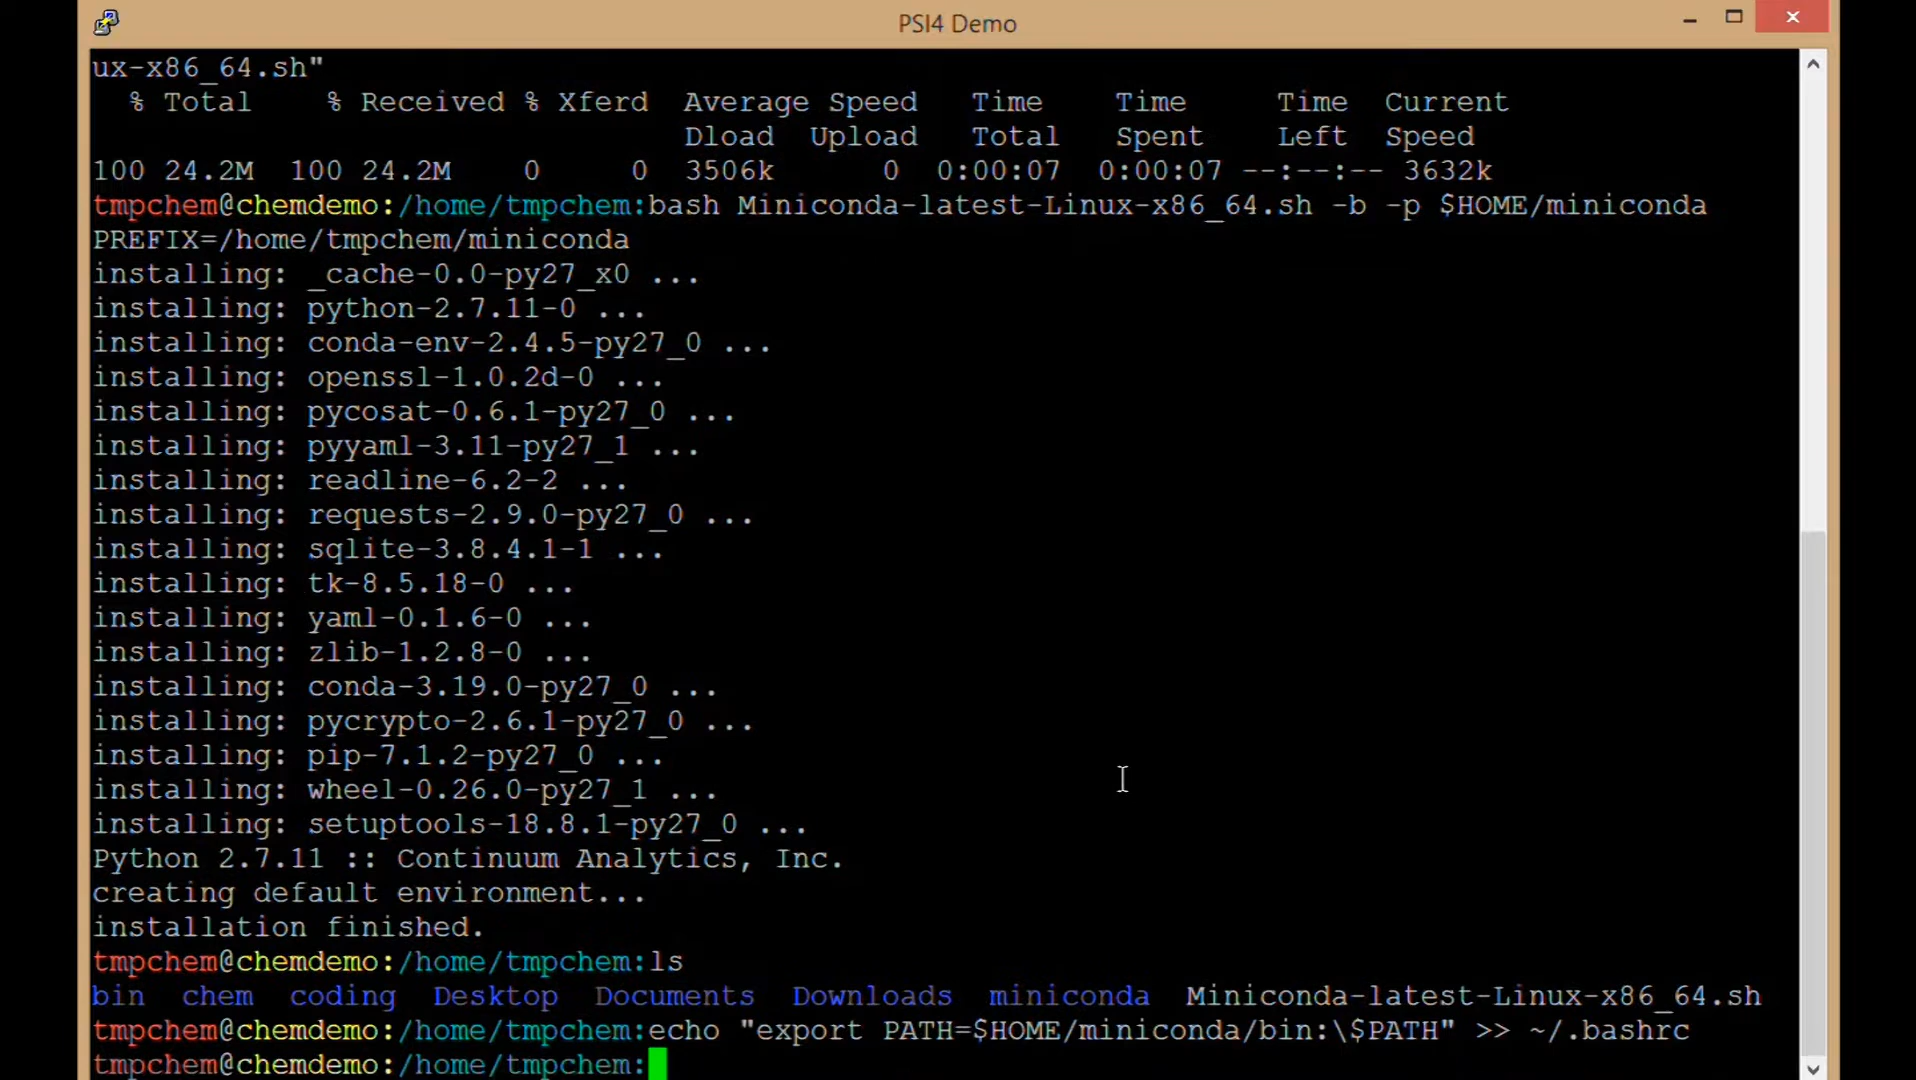 PSI4 Demo
ux-x86_64.sh"
% Total % Received % Xferd Average Speed Time Time Time Current
Dload Upload Total Spent Left Speed
100 24.2M 100 24.2M 0 0 3506k 0 0:00:07 0:00:07 --:--:-- 3632k
tmpchem@chemdemo:/home/tmpchem:bash Miniconda-latest-Linux-x86_64.sh -b -p $HOME/miniconda
PREFIX=/home/tmpchem/miniconda
installing: _cache-0.0-py27_x0 ...
installing: python-2.7.11-0 ...
installing: conda-env-2.4.5-py27_0 ...
installing: openssl-1.0.2d-0 ...
installing: pycosat-0.6.1-py27_0 ...
installing: pyyaml-3.11-py27_1 ...
installing: readline-6.2-2 ...
installing: requests-2.9.0-py27_0 ...
installing: sqlite-3.8.4.1-1 ...
installing: tk-8.5.18-0 ...
installing: yaml-0.1.6-0 ...
installing: zlib-1.2.8-0 ...
installing: conda-3.19.0-py27_0 ...
installing: pycrypto-2.6.1-py27_0 ...
installing: pip-7.1.2-py27_0 ...
installing: wheel-0.26.0-py27_1 ...
installing: setuptools-18.8.1-py27_0 ...
Python 2.7.11 :: Continuum Analytics, Inc.
creating default environment...
installation finished.
tmpchem@chemdemo:/home/tmpchem:ls
bin chem coding Desktop Documents Downloads miniconda Miniconda-latest-Linux-x86_64.sh
tmpchem@chemdemo:/home/tmpchem:echo "export PATH=$HOME/miniconda/bin:\$PATH" >> ~/.bashrc
tmpchem@chemdemo:/home/tmpchem: